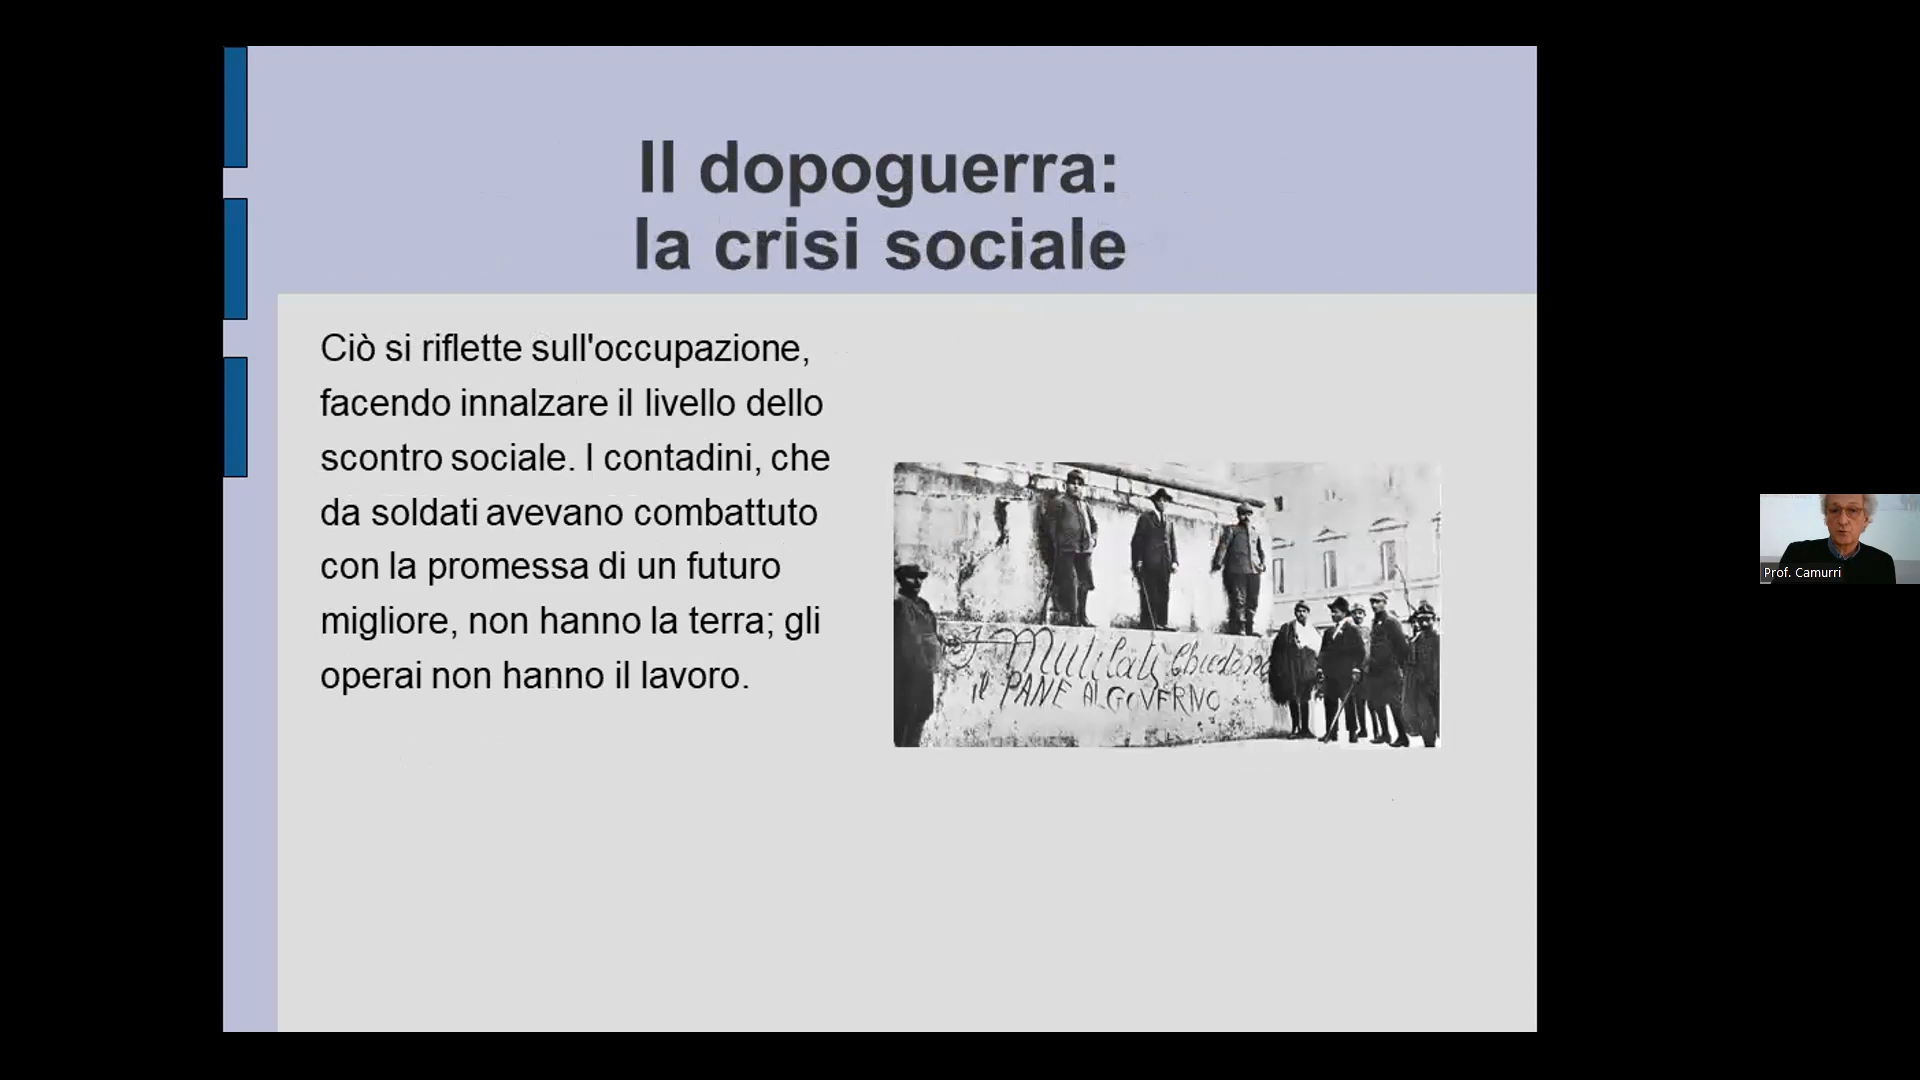 Il dopoguerra:
la crisi sociale
Ciò si riflette sull'occupazione,
facendo innalzare il livello dello
scontro sociale. I contadini, che
da soldati avevano combattuto
con la promessa di un futuro
migliore, non hanno la terra; gli
operai non hanno il lavoro.
I Mutilati Chiedono
il PANE AL GOVERNO
Prof. Camurri